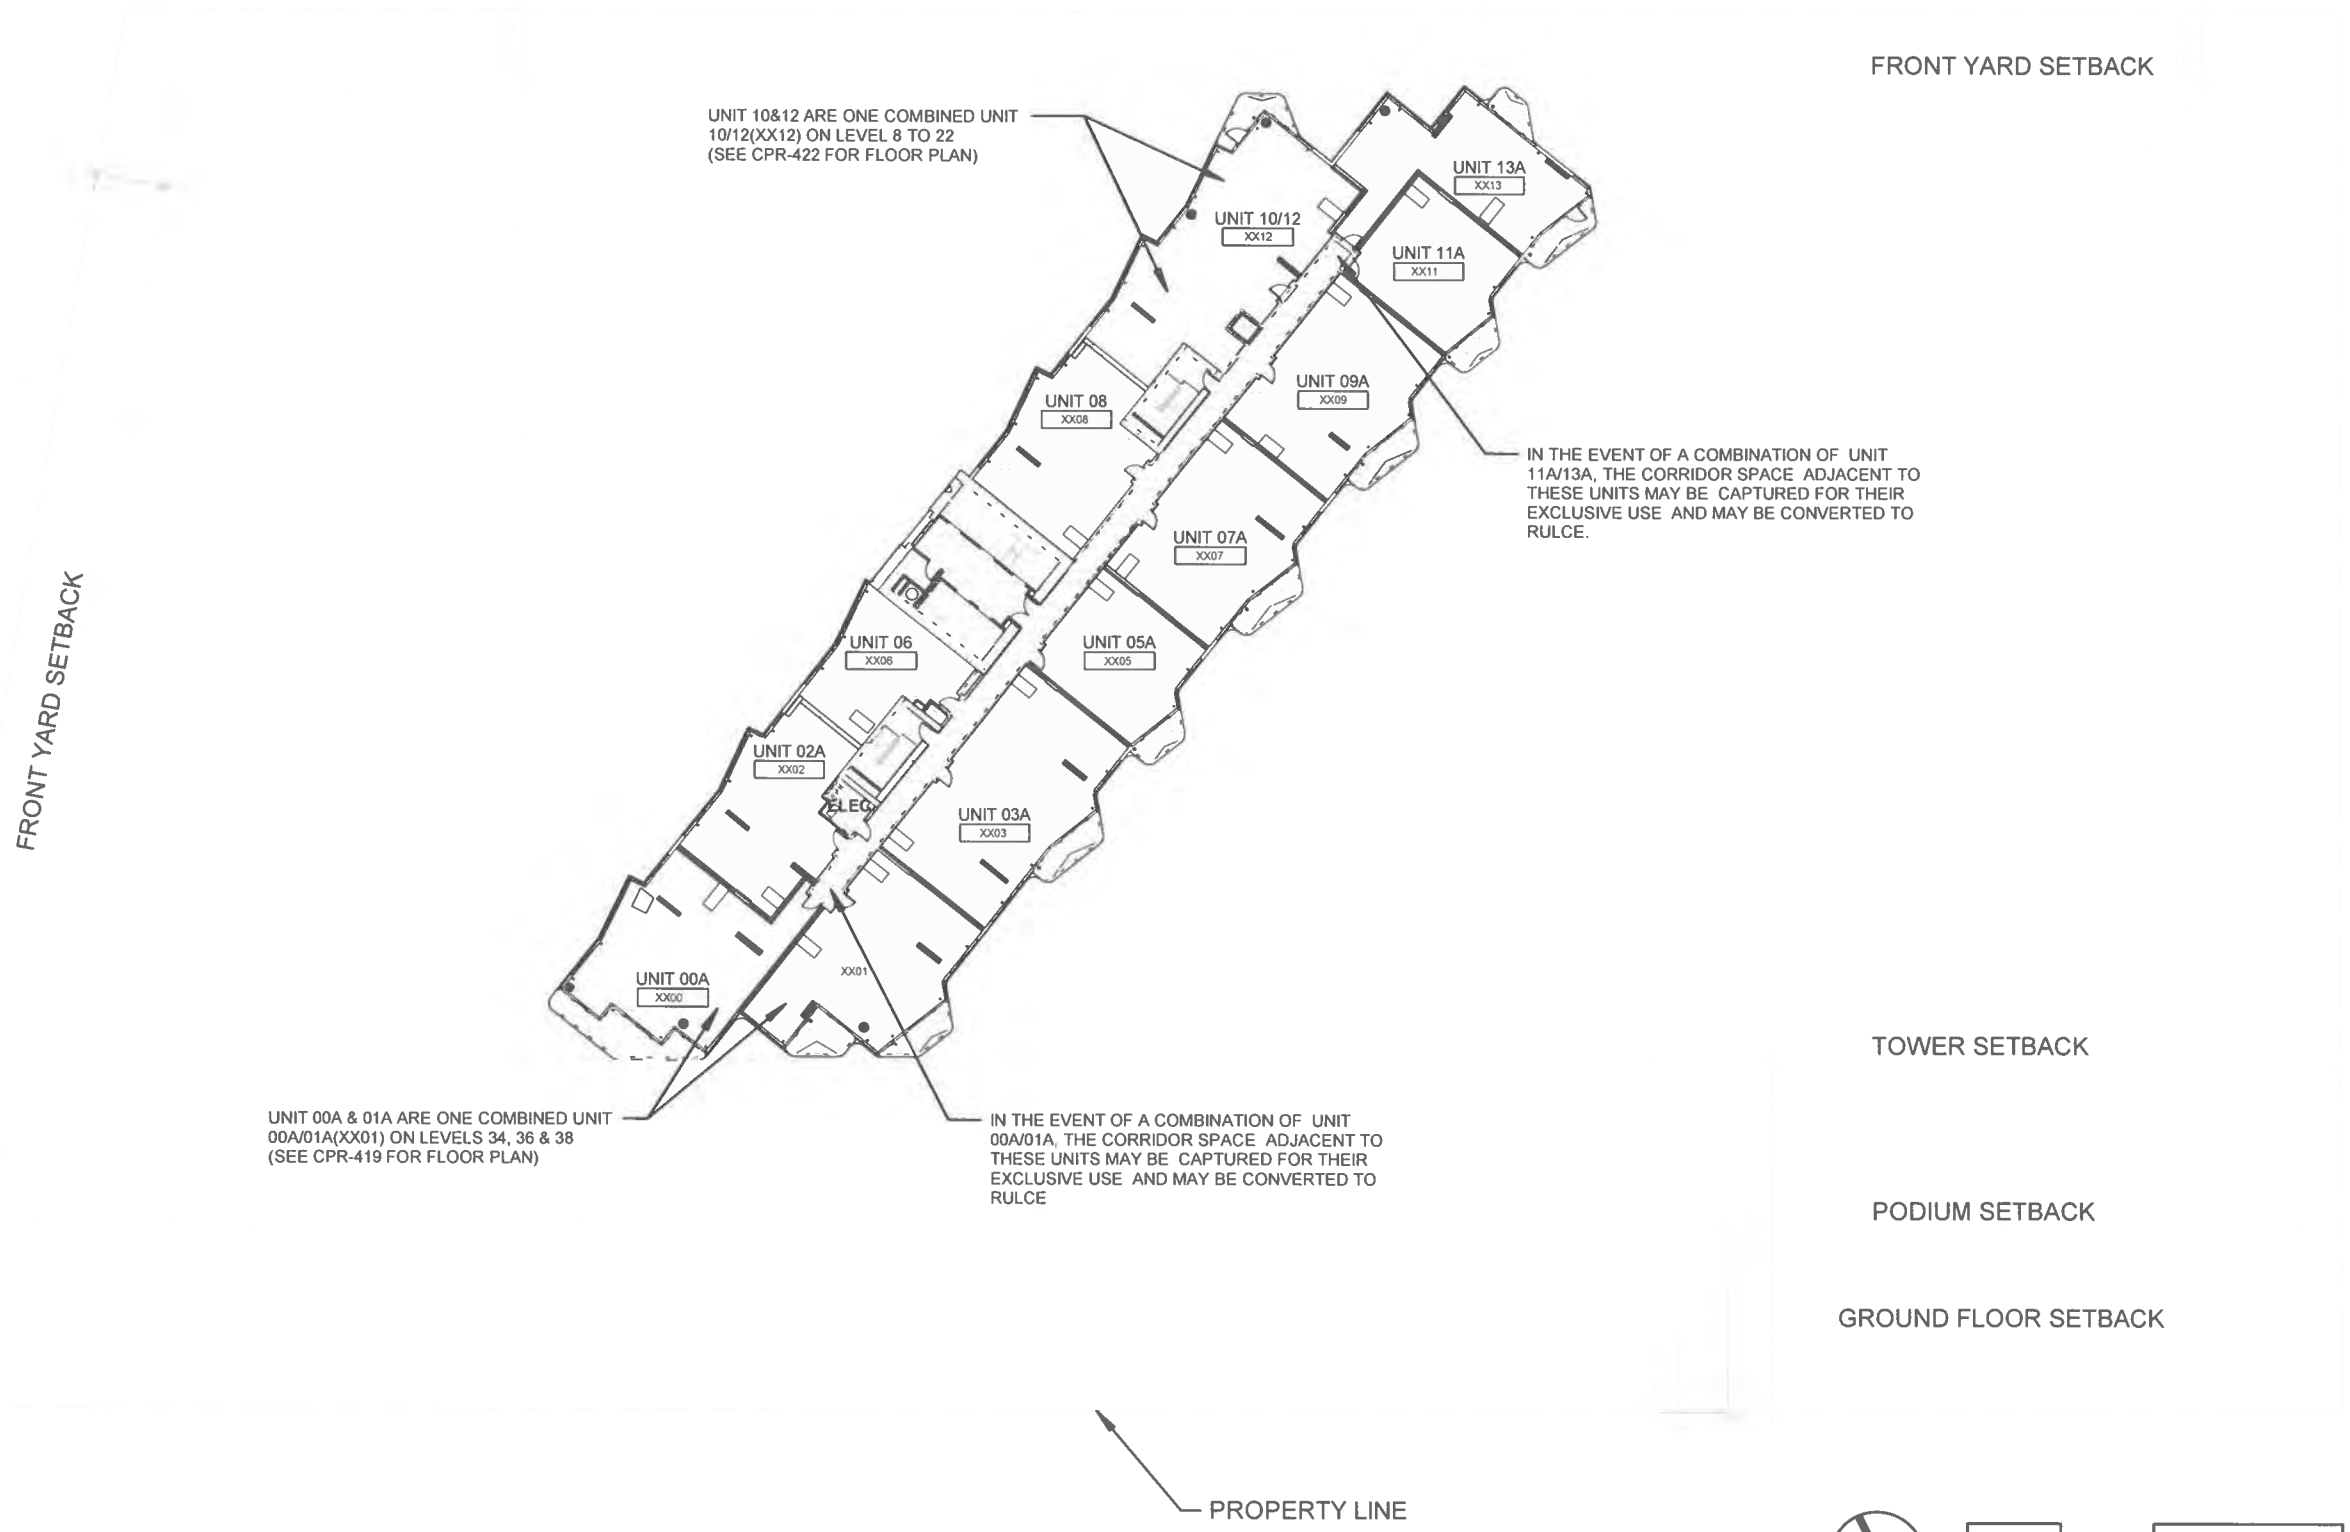 FRONT YARD SETBACK
UNIT 10&12 ARE ONE COMBINED UNIT
10/12(XX12) ON LEVEL 8 TO 22
(SEE CPR-422 FOR FLOOR PLAN)
UNIT 13A
XX13
UNIT 10/12
XX12
UNIT 11A
XX11
UNIT 09A
XX09
UNIT 08
XX08
IN THE EVENT OF A COMBINATION OF UNIT
11A/13A, THE CORRIDOR SPACE ADJACENT TO
THESE UNITS MAY BE CAPTURED FOR THEIR
EXCLUSIVE USE AND MAY BE CONVERTED TO
RULCE.
UNIT 07A
XX07
FRONT YARD SETBACK
UNIT 06
XX06
UNIT 05A
XX05
UNIT 02A
XX02
ELEC
UNIT 03A
XX03
XX01
UNIT 00A
XX00
TOWER SETBACK
UNIT 00A & 01A ARE ONE COMBINED UNIT
00A/01A(XX01) ON LEVELS 34, 36 & 38
(SEE CPR-419 FOR FLOOR PLAN)
IN THE EVENT OF A COMBINATION OF UNIT
00A/01A, THE CORRIDOR SPACE ADJACENT TO
THESE UNITS MAY BE CAPTURED FOR THEIR
EXCLUSIVE USE AND MAY BE CONVERTED TO
RULCE
PODIUM SETBACK
GROUND FLOOR SETBACK
PROPERTY LINE